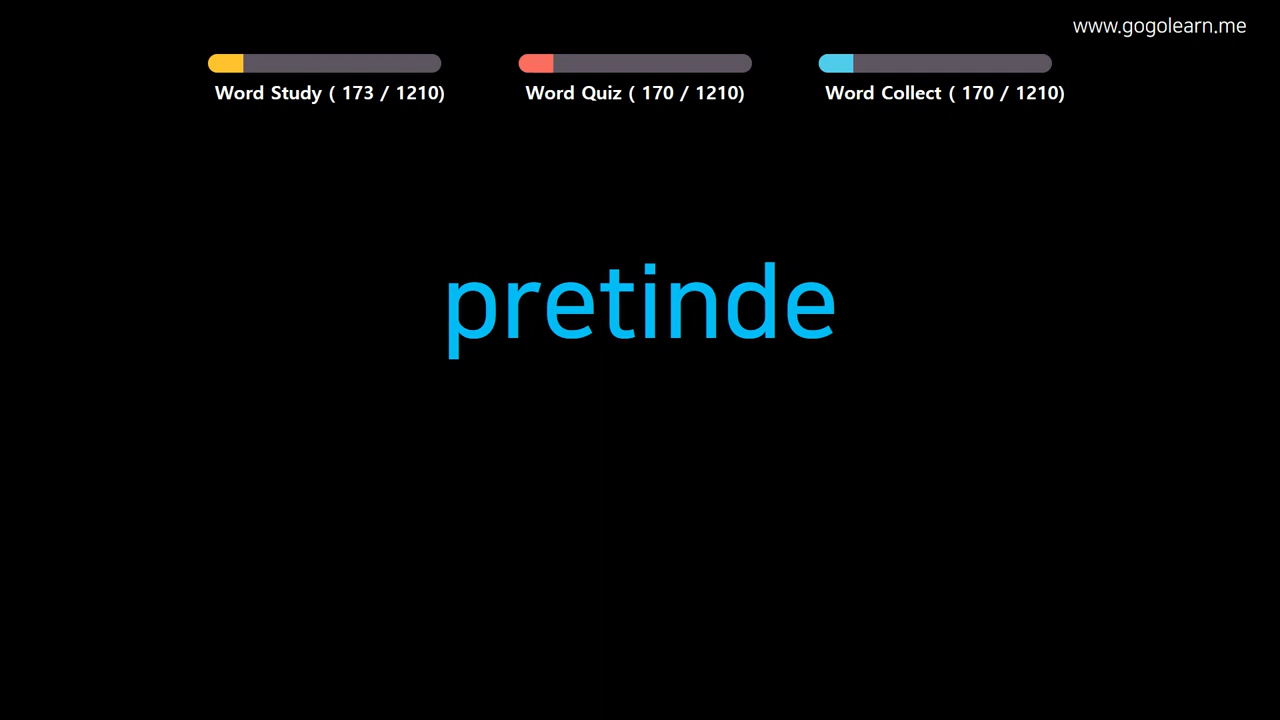 www.gogolearn.me
Word Study ( 173 / 1210)
Word Quiz ( 170 / 1210)
Word Collect ( 170 / 1210)
pretinde